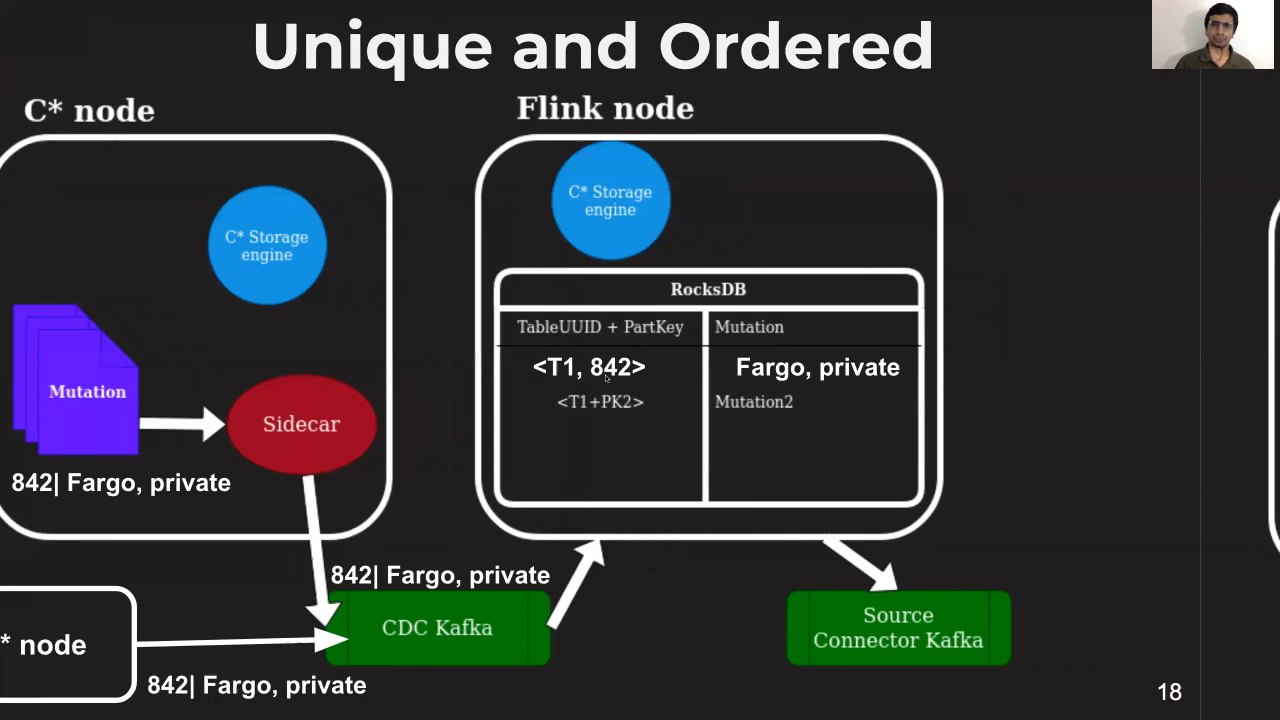 Unique and Ordered
C* node
Flink node
C* Storage
engine
C* Storage
engine
RocksDB
TableUUID + PartKey
Mutation
<T1, 842>
Fargo, private
<T1+PK2>
Mutation2
Mutation
Sidecar
842| Fargo, private
842| Fargo, private
CDC Kafka
Source
Connector Kafka
* node
842| Fargo, private
18